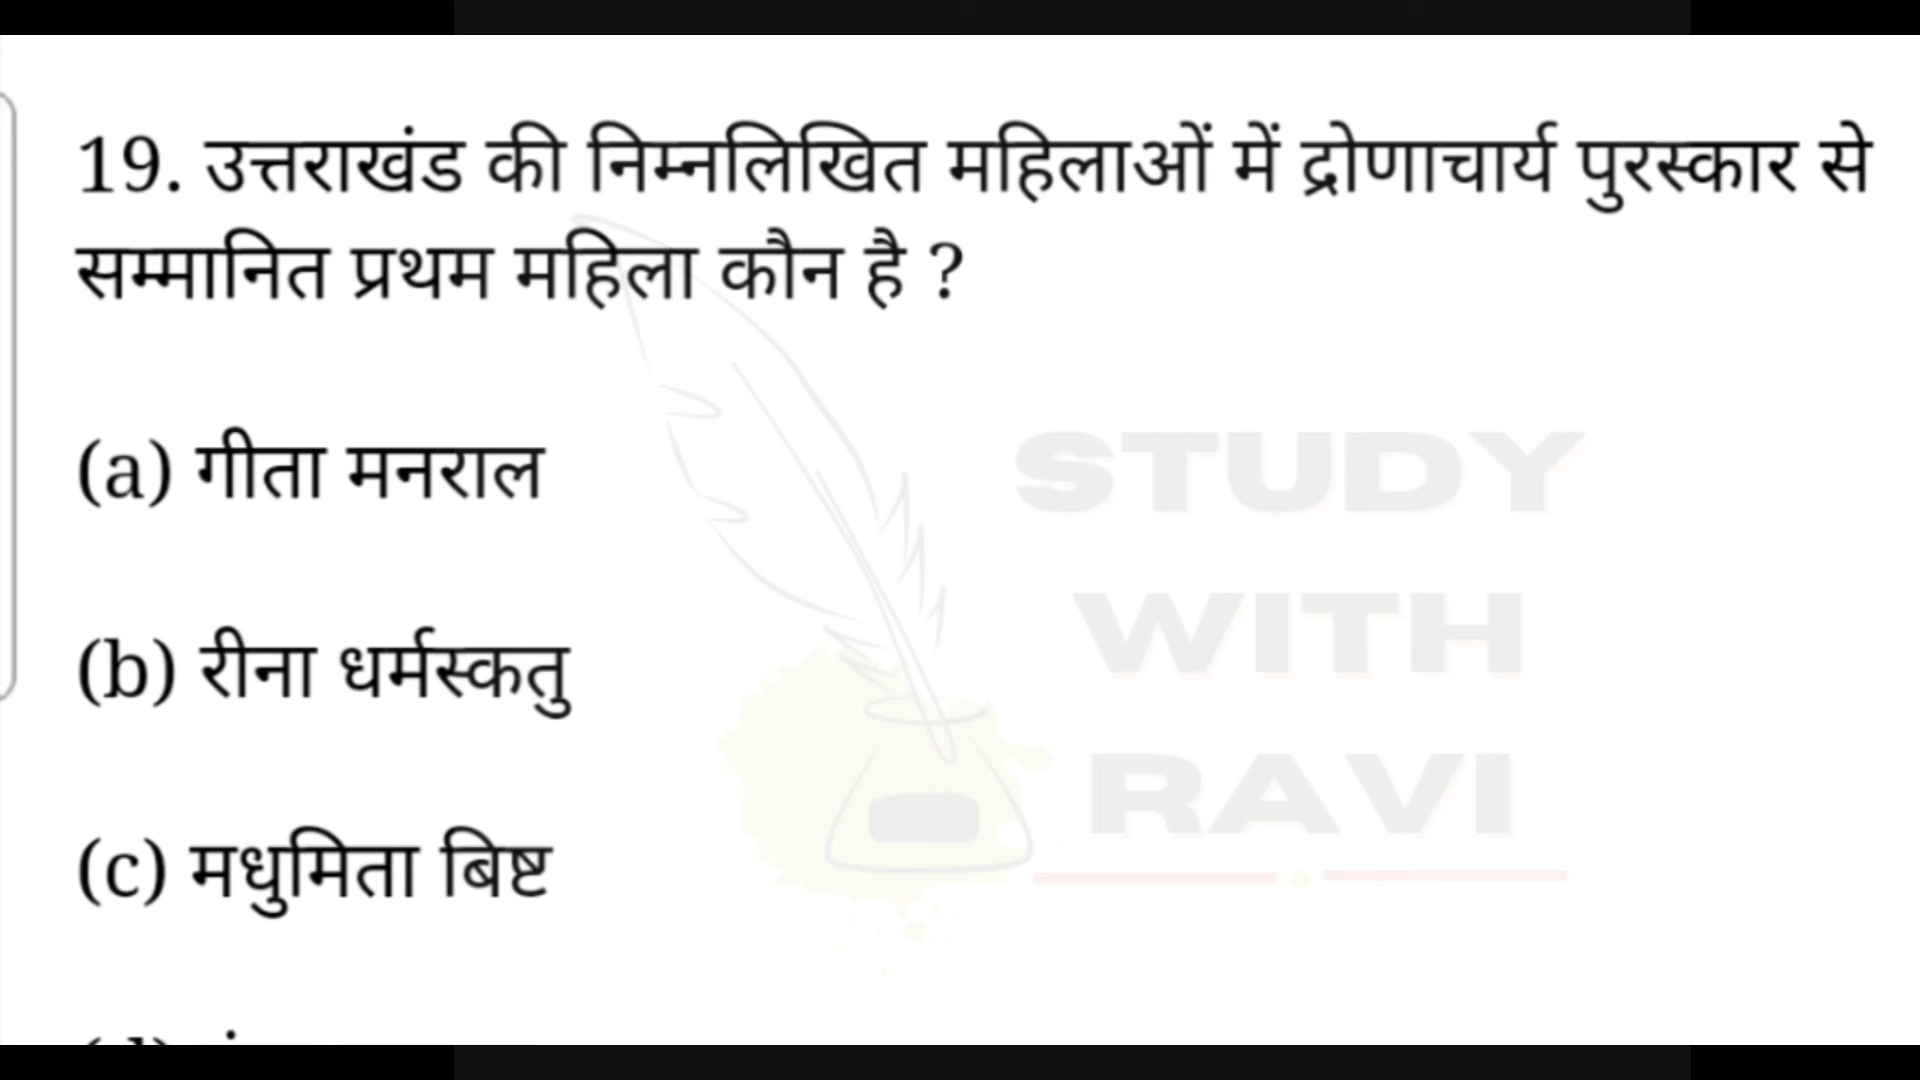 19. उत्तराखंड की निम्नलिखित महिलाओं में द्रोणाचार्य पुरस्कार से
सम्मानित प्रथम महिला कौन है ?
(a) गीता मनराल
(b) रीना धर्मस्कतु
(c) मधुमिता बिष्ट
STUDY
WITH
RAVI